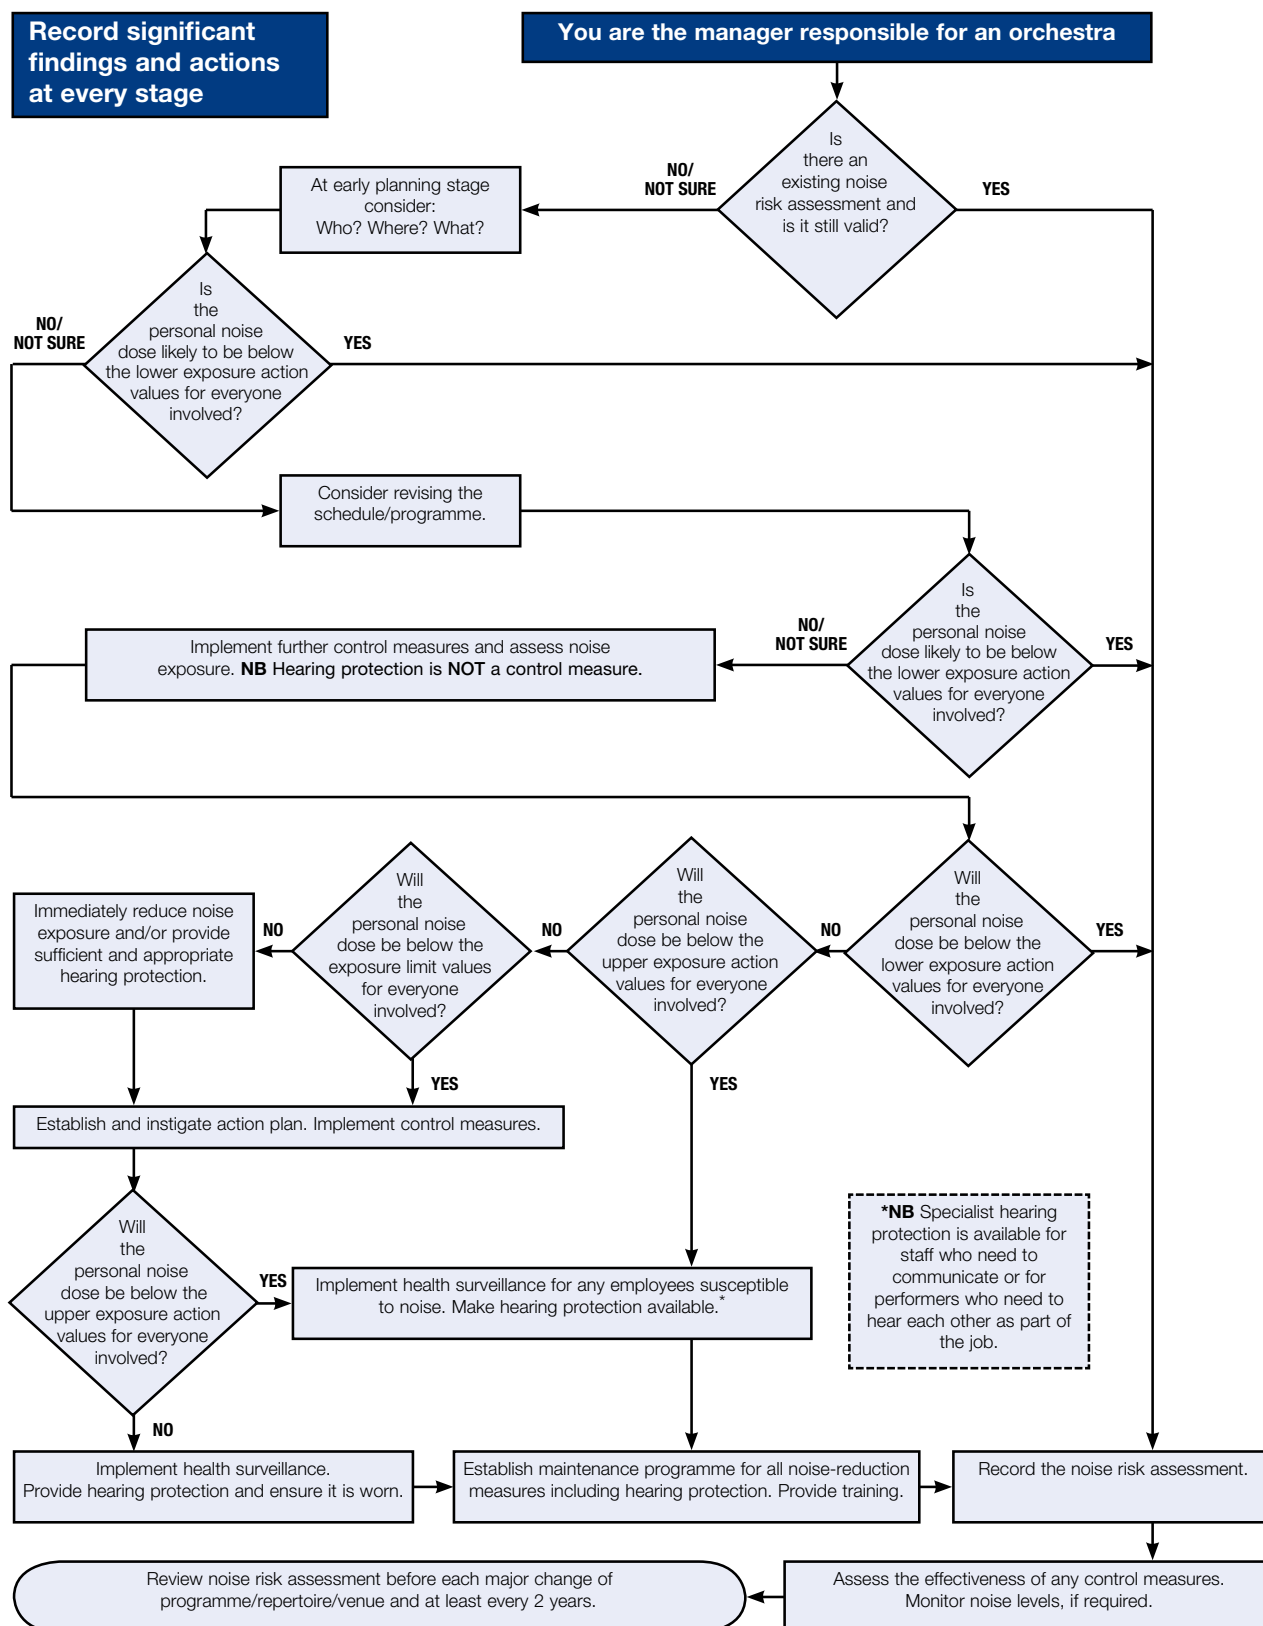 Record significant
findings and actions
at every stage
You are the manager responsible for an orchestra
Is
there an
existing noise
risk assessment and
is it still valid?
NO/
NOT SURE
YES
At early planning stage
consider:
Who? Where? What?
Is
the
personal noise
dose likely to be below
the lower exposure action
values for everyone
involved?
NO/
NOT SURE
YES
Consider revising the
schedule/programme.
Is
the
personal noise
dose likely to be below
the lower exposure action
values for everyone
involved?
NO/
NOT SURE
YES
Implement further control measures and assess noise
exposure. NB Hearing protection is NOT a control measure.
Will
the
personal noise
dose be below the
lower exposure action
values for everyone
involved?
YES
NO
Will
the
personal noise
dose be below the
upper exposure action
values for everyone
involved?
NO
YES
Will
the
personal noise
dose be below the
exposure limit values
for everyone
involved?
NO
YES
Immediately reduce noise
exposure and/or provide
sufficient and appropriate
hearing protection.
Establish and instigate action plan. Implement control measures.
Will
the
personal noise
dose be below the
upper exposure action
values for everyone
involved?
YES
NO
Implement health surveillance for any employees susceptible
to noise. Make hearing protection available.*
*NB Specialist hearing
protection is available for
staff who need to
communicate or for
performers who need to
hear each other as part of
the job.
Implement health surveillance.
Provide hearing protection and ensure it is worn.
Establish maintenance programme for all noise-reduction
measures including hearing protection. Provide training.
Record the noise risk assessment.
Assess the effectiveness of any control measures.
Monitor noise levels, if required.
Review noise risk assessment before each major change of
programme/repertoire/venue and at least every 2 years.